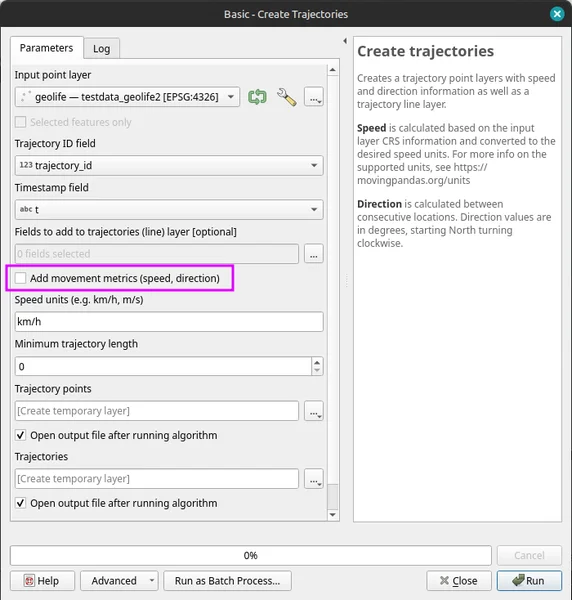 Basic - Create Trajectories
Parameters
Log
Input point layer
geolife — testdata_geolife2 [EPSG:4326]
...
Selected features only
Trajectory ID field
123 trajectory_id
Timestamp field
abc t
Fields to add to trajectories (line) layer [optional]
0 fields selected
...
Add movement metrics (speed, direction)
Speed units (e.g. km/h, m/s)
km/h
Minimum trajectory length
0
Trajectory points
[Create temporary layer]
...
Open output file after running algorithm
Trajectories
[Create temporary layer]
...
Open output file after running algorithm
Create trajectories
Creates a trajectory point layers with speed
and direction information as well as a
trajectory line layer.
Speed is calculated based on the input
layer CRS information and converted to the
desired speed units. For more info on the
supported units, see https://
movingpandas.org/units
Direction is calculated between
consecutive locations. Direction values are
in degrees, starting North turning
clockwise.
0%
Cancel
Help
Advanced
Run as Batch Process...
Close
Run